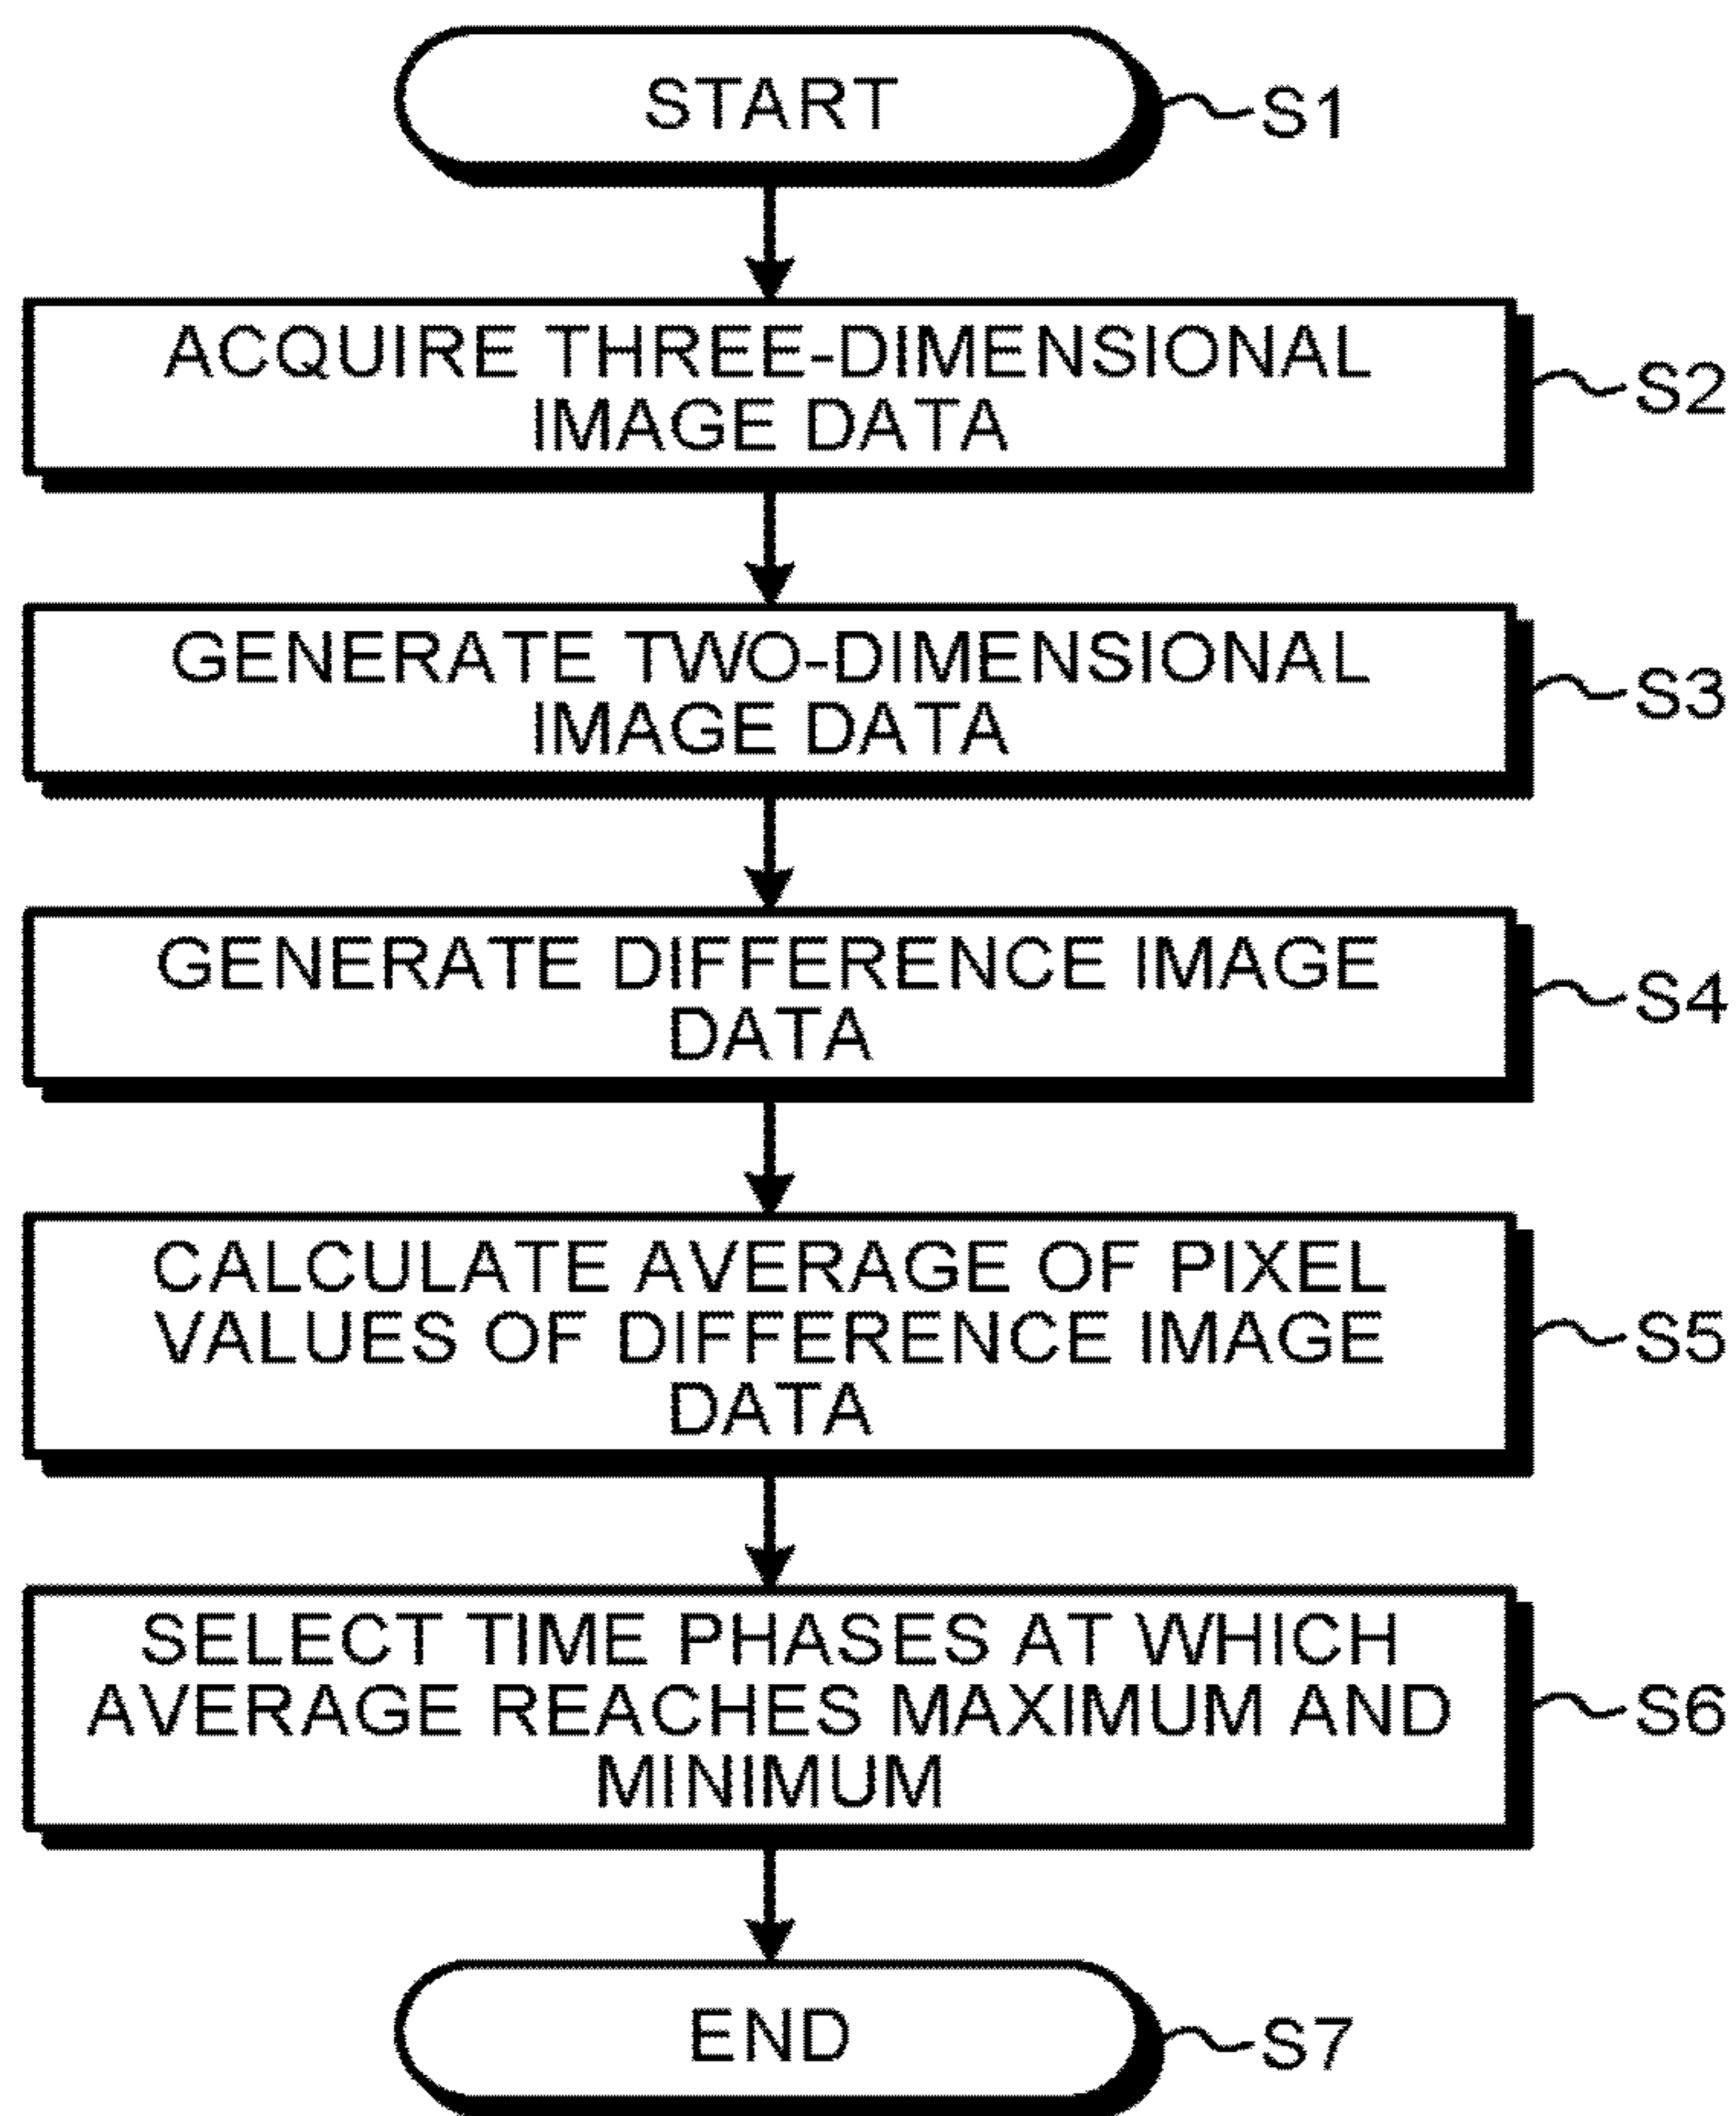 START
S1
ACQUIRE THREE-DIMENSIONAL
IMAGE DATA
S2
GENERATE TWO-DIMENSIONAL
IMAGE DATA
S3
GENERATE DIFFERENCE IMAGE
DATA
S4
CALCULATE AVERAGE OF PIXEL
VALUES OF DIFFERENCE IMAGE
DATA
S5
SELECT TIME PHASES AT WHICH
AVERAGE REACHES MAXIMUM AND
MINIMUM
S6
END
S7